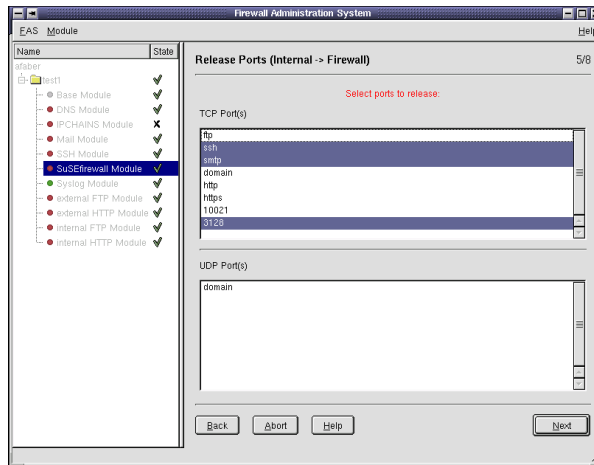 Firewall Administration System
FAS Module Help
Name State
afaber
test1
Base Module
DNS Module
IPCHAINS Module
Mail Module
SSH Module
SuSEfirewall Module
Syslog Module
external FTP Module
external HTTP Module
internal FTP Module
internal HTTP Module
Release Ports (Internal -> Firewall) 5/8
Select ports to release:
TCP Port(s)
ftp
ssh
smtp
domain
http
https
10021
3128
UDP Port(s)
domain
Back Abort Help Next